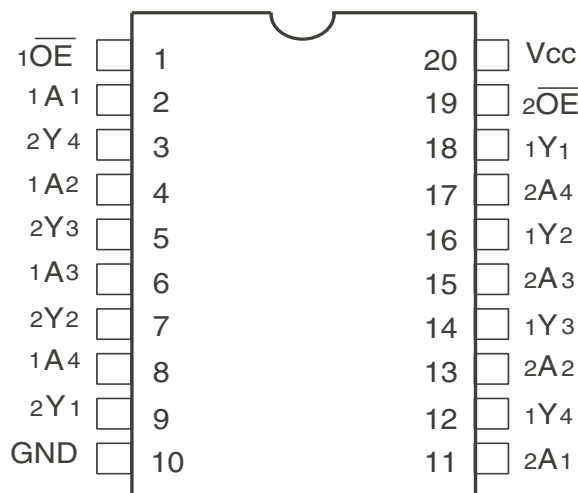 1OE 1 20 Vcc
1A1 2 19 2OE
2Y4 3 18 1Y1
1A2 4 17 2A4
2Y3 5 16 1Y2
1A3 6 15 2A3
2Y2 7 14 1Y3
1A4 8 13 2A2
2Y1 9 12 1Y4
GND 10 11 2A1